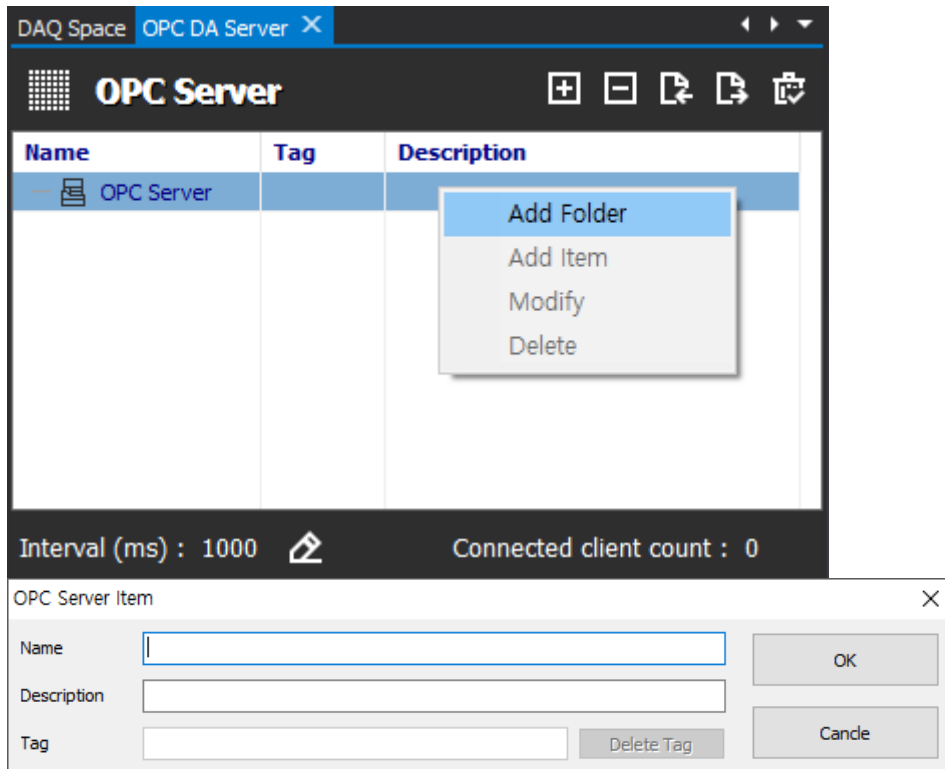 DAQ Space OPC DA Server
OPC Server
Name Tag Description
OPC Server
Add Folder
Add Item
Modify
Delete
Interval (ms) : 1000 Connected client count : 0
OPC Server Item
Name
OK
Description
Tag Delete Tag
Cancle